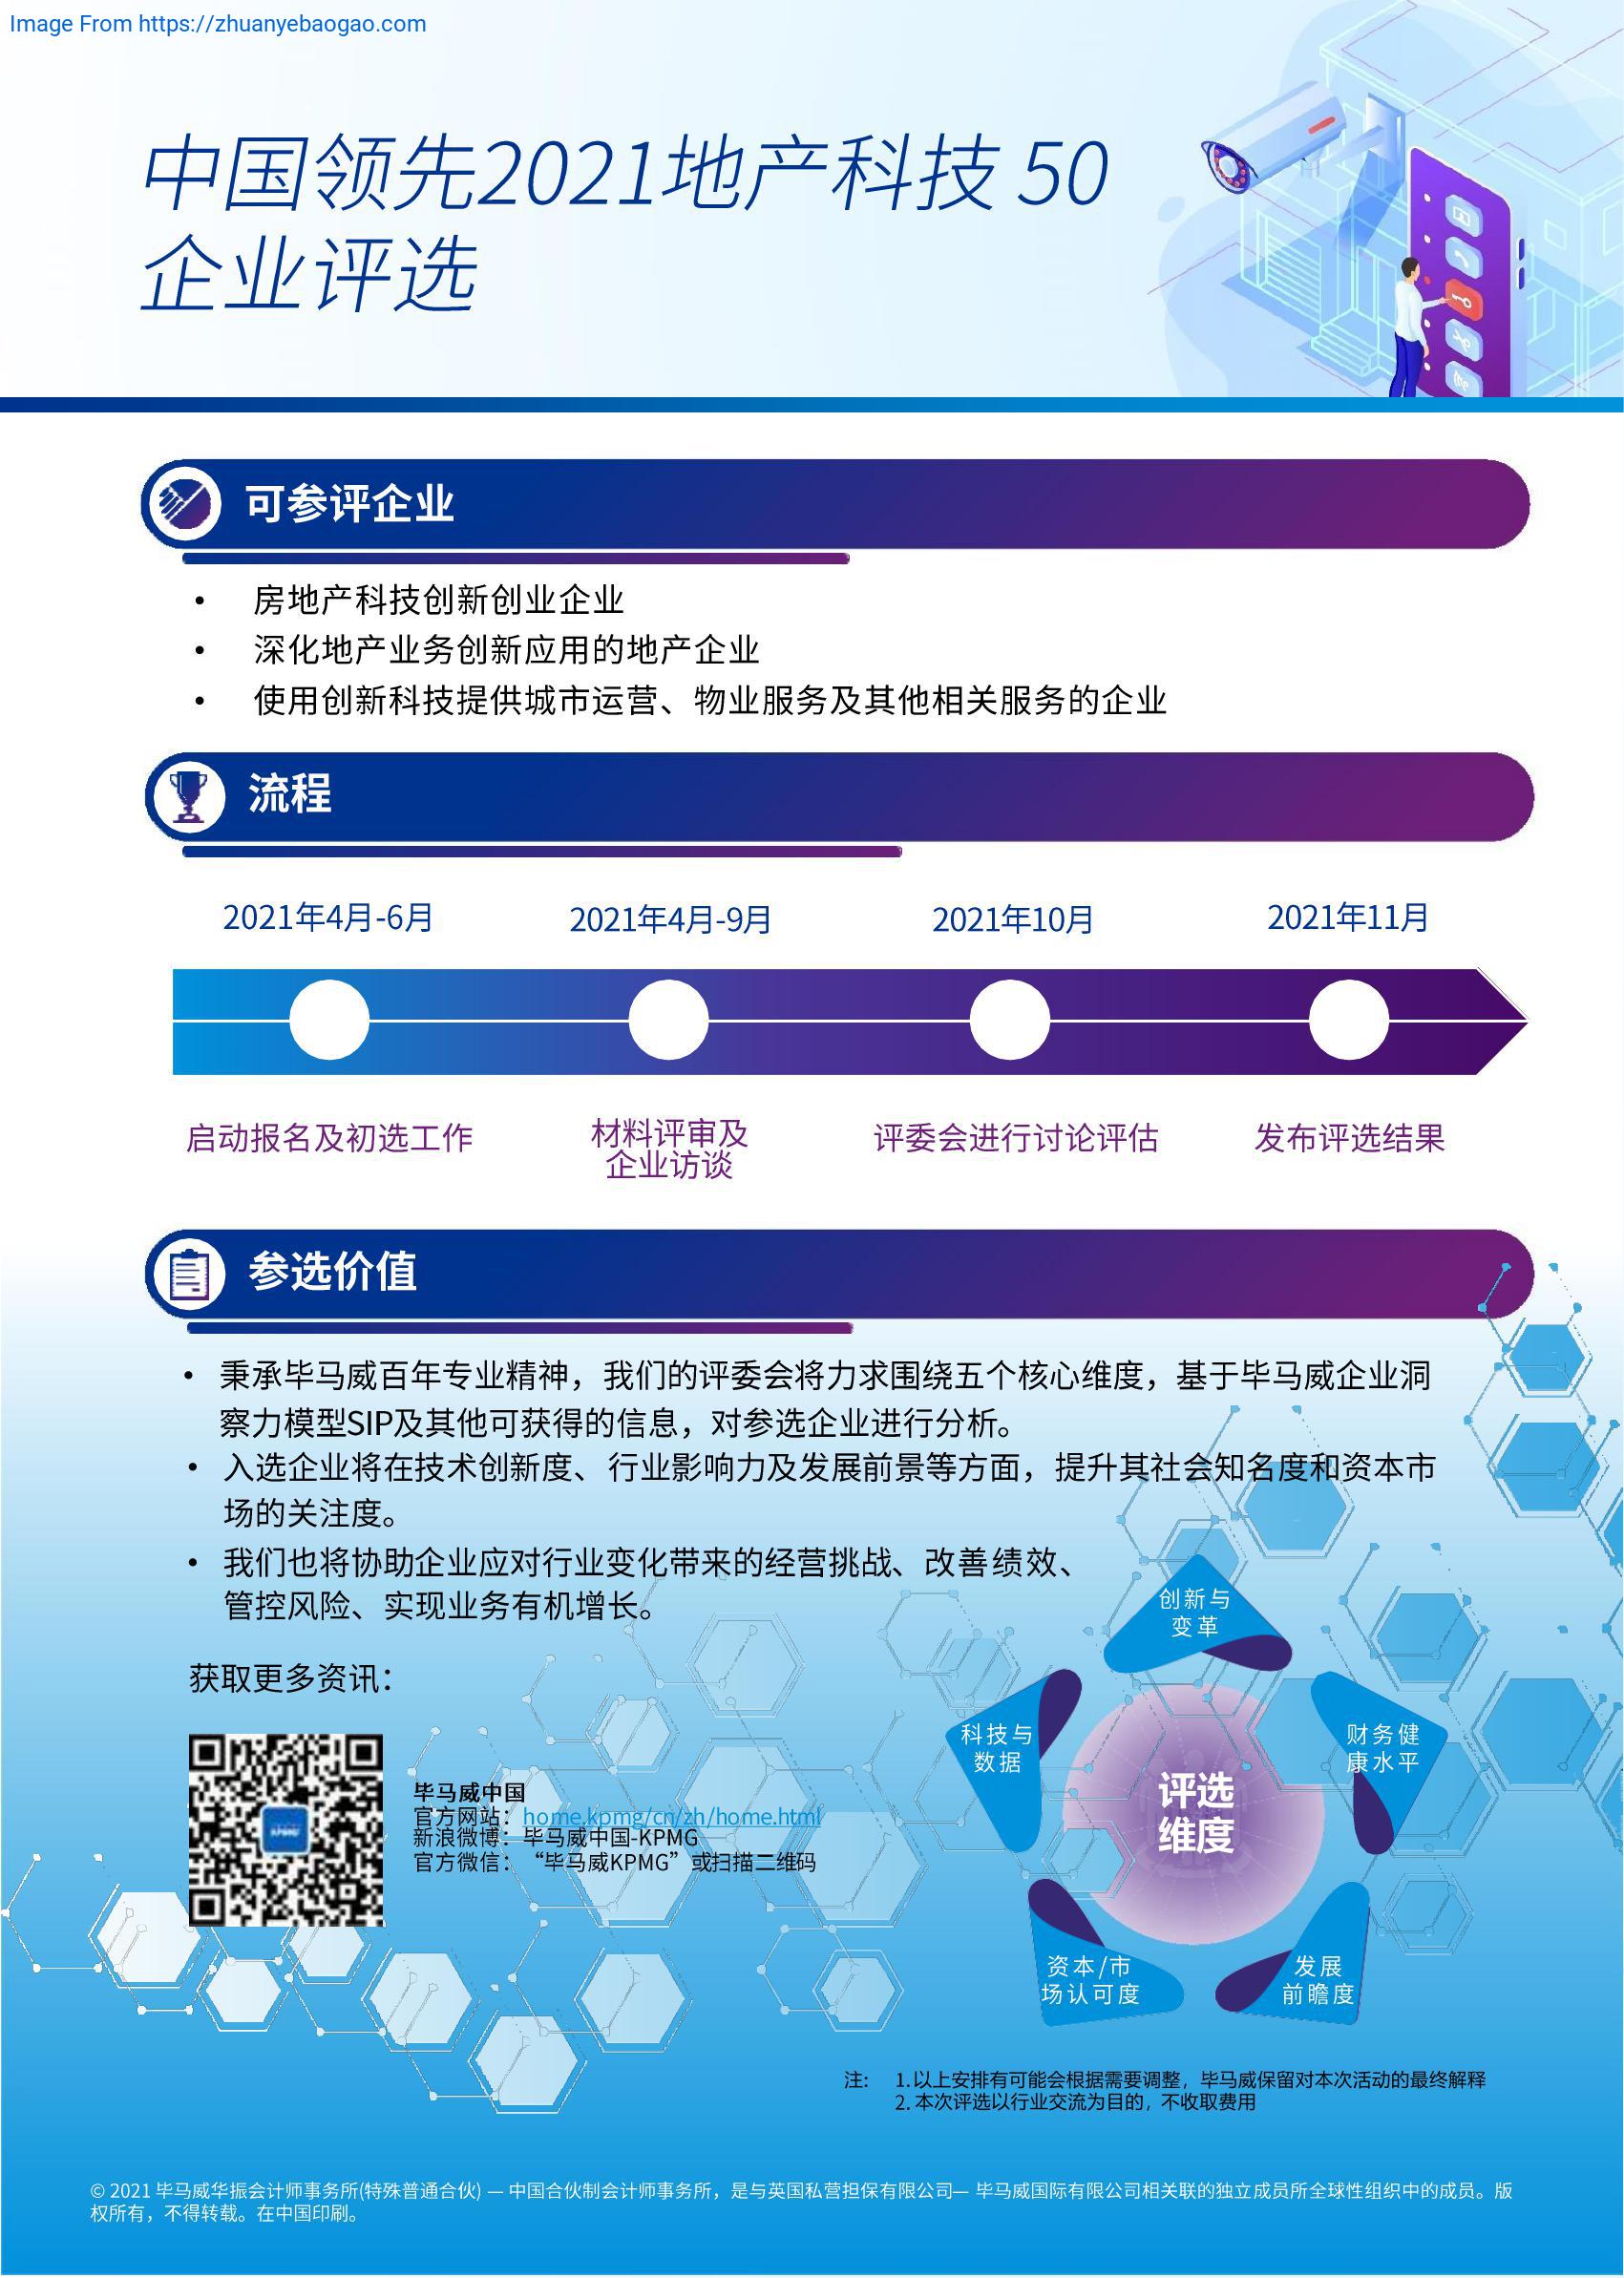 Image From https://zhuanyebaogao.com
中国领先2021地产科技 50
企业评选
可参评企业
• 房地产科技创新创业企业
• 深化地产业务创新应用的地产企业
• 使用创新科技提供城市运营、物业服务及其他相关服务的企业
流程
2021年4月-6月
2021年4月-9月
2021年10月
2021年11月
启动报名及初选工作
材料评审及
企业访谈
评委会进行讨论评估
发布评选结果
参选价值
• 秉承毕马威百年专业精神，我们的评委会将力求围绕五个核心维度，基于毕马威企业洞
察力模型SIP及其他可获得的信息，对参选企业进行分析。
• 入选企业将在技术创新度、行业影响力及发展前景等方面，提升其社会知名度和资本市
场的关注度。
• 我们也将协助企业应对行业变化带来的经营挑战、改善绩效、
管控风险、实现业务有机增长。
获取更多资讯：
KPMG
毕马威中国
官方网站：home.kpmg/cn/zh/home.html
新浪微博：毕马威中国-KPMG
官方微信：“毕马威KPMG”或扫描二维码
创新与
变革
科技与
数据
财务健
康水平
评选
维度
资本/市
场认可度
发展
前瞻度
注： 1.以上安排有可能会根据需要调整，毕马威保留对本次活动的最终解释
2. 本次评选以行业交流为目的，不收取费用
© 2021 毕马威华振会计师事务所(特殊普通合伙) — 中国合伙制会计师事务所，是与英国私营担保有限公司— 毕马威国际有限公司相关联的独立成员所全球性组织中的成员。版
权所有，不得转载。在中国印刷。